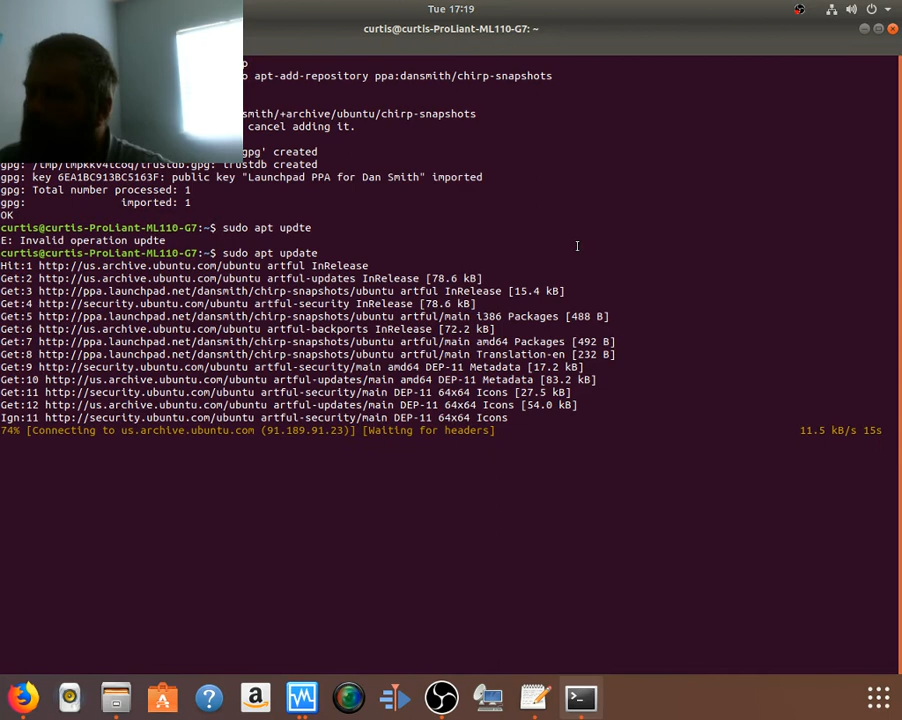 Tue 17:19
curtis@curtis-ProLiant-ML110-G7: ~
o
o apt-add-repository ppa:dansmith/chirp-snapshots
smith/+archive/ubuntu/chirp-snapshots
cancel adding it.
gpg' created
gpg: trustdb created
gpg: key 6EA1BC913BC5163F: public key "Launchpad PPA for Dan Smith" imported
gpg: Total number processed: 1
gpg: imported: 1
OK
curtis@curtis-ProLiant-ML110-G7:~$ sudo apt updte
E: Invalid operation updte
curtis@curtis-ProLiant-ML110-G7:~$ sudo apt update
Hit:1 http://us.archive.ubuntu.com/ubuntu artful InRelease
Get:2 http://us.archive.ubuntu.com/ubuntu artful-updates InRelease [78.6 kB]
Get:3 http://ppa.launchpad.net/dansmith/chirp-snapshots/ubuntu artful InRelease [15.4 kB]
Get:4 http://security.ubuntu.com/ubuntu artful-security InRelease [78.6 kB]
Get:5 http://ppa.launchpad.net/dansmith/chirp-snapshots/ubuntu artful/main i386 Packages [488 B]
Get:6 http://us.archive.ubuntu.com/ubuntu artful-backports InRelease [72.2 kB]
Get:7 http://ppa.launchpad.net/dansmith/chirp-snapshots/ubuntu artful/main amd64 Packages [492 B]
Get:8 http://ppa.launchpad.net/dansmith/chirp-snapshots/ubuntu artful/main Translation-en [232 B]
Get:9 http://security.ubuntu.com/ubuntu artful-security/main amd64 DEP-11 Metadata [17.2 kB]
Get:10 http://us.archive.ubuntu.com/ubuntu artful-updates/main amd64 DEP-11 Metadata [83.2 kB]
Get:11 http://security.ubuntu.com/ubuntu artful-security/main DEP-11 64x64 Icons [27.5 kB]
Get:12 http://us.archive.ubuntu.com/ubuntu artful-updates/main DEP-11 64x64 Icons [54.0 kB]
Ign:11 http://security.ubuntu.com/ubuntu artful-security/main DEP-11 64x64 Icons
74% [Connecting to us.archive.ubuntu.com (91.189.91.23)] [Waiting for headers] 11.5 kB/s 15s